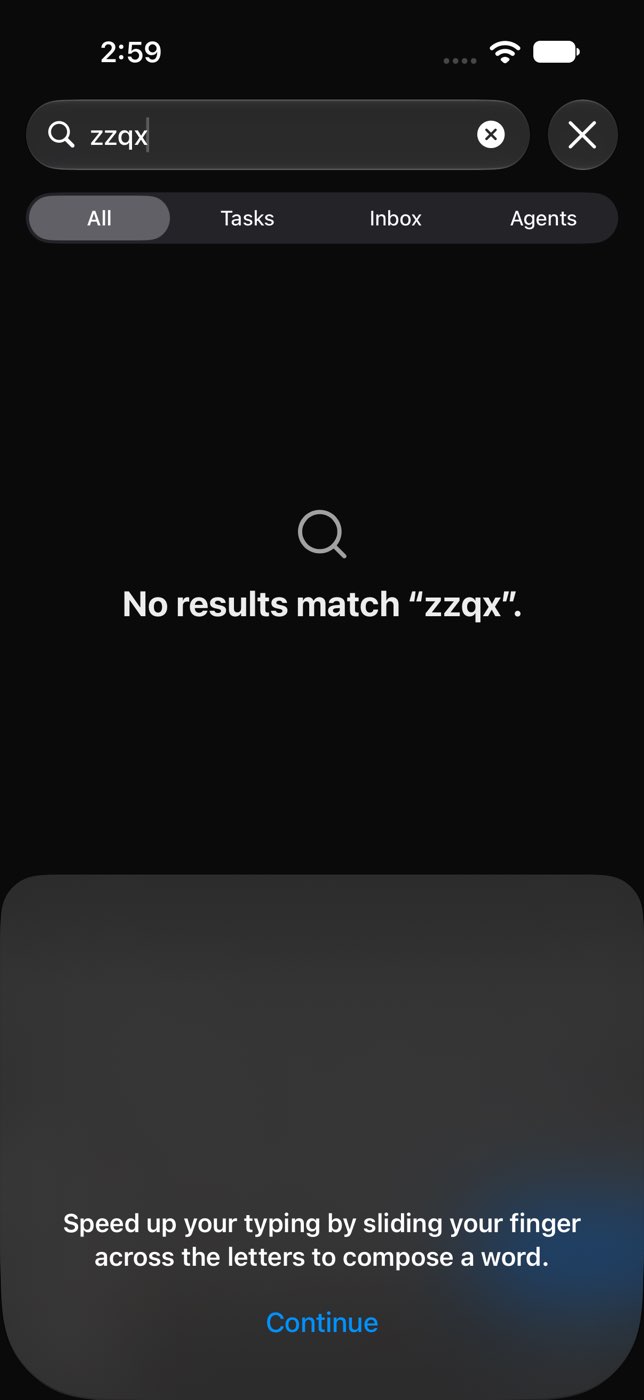 2:59
zzqx
All
Tasks
Inbox
Agents
No results match “zzqx”.
Speed up your typing by sliding your finger
across the letters to compose a word.
Continue